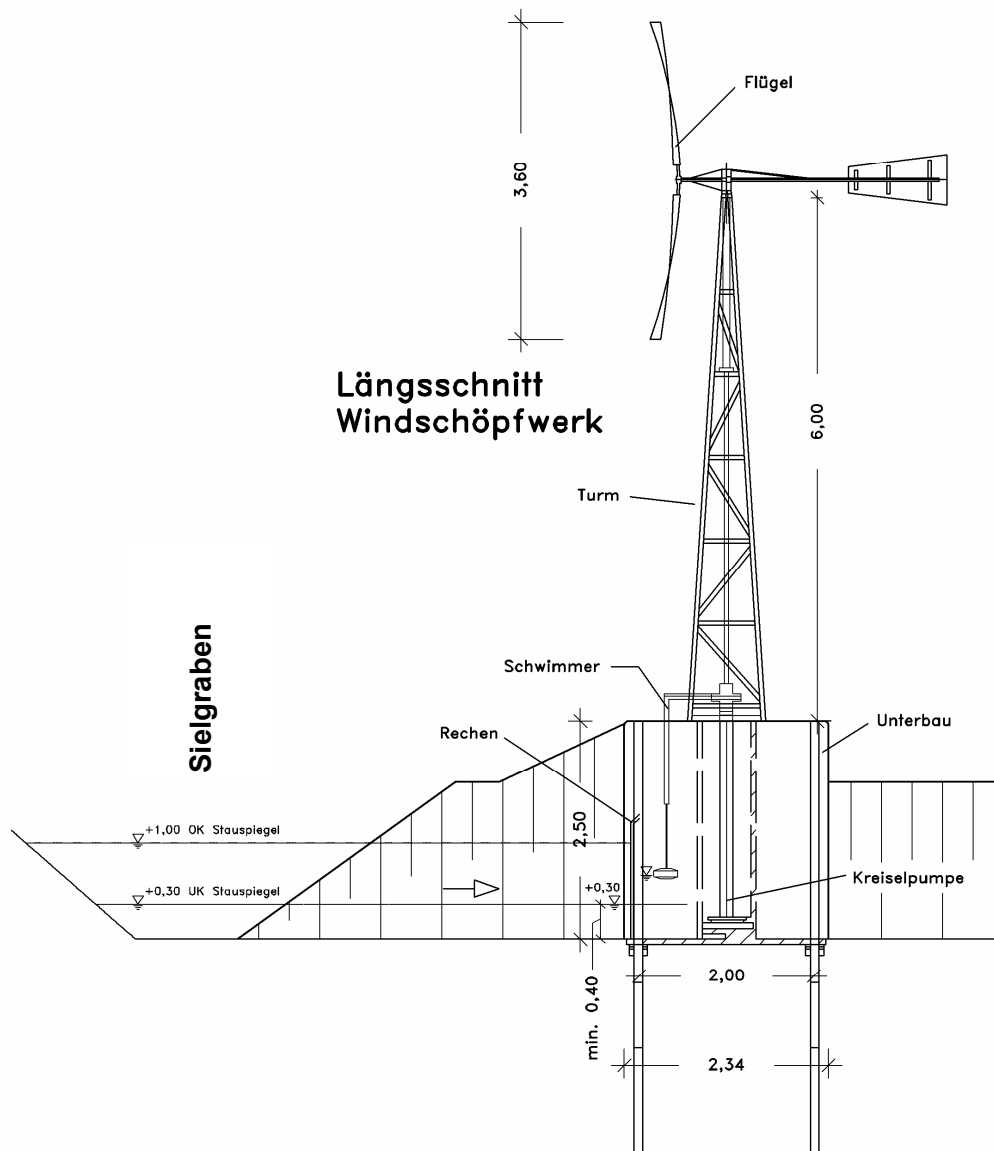 Flügel
3,60
Längsschnitt
Windschöpfwerk
6,00
Turm
Sielgraben
Schwimmer
Rechen
Unterbau
+1,00 OK Stauspiegel
2,50
+0,30 UK Stauspiegel
+0,30
Kreiselpumpe
min. 0,40
2,00
2,34